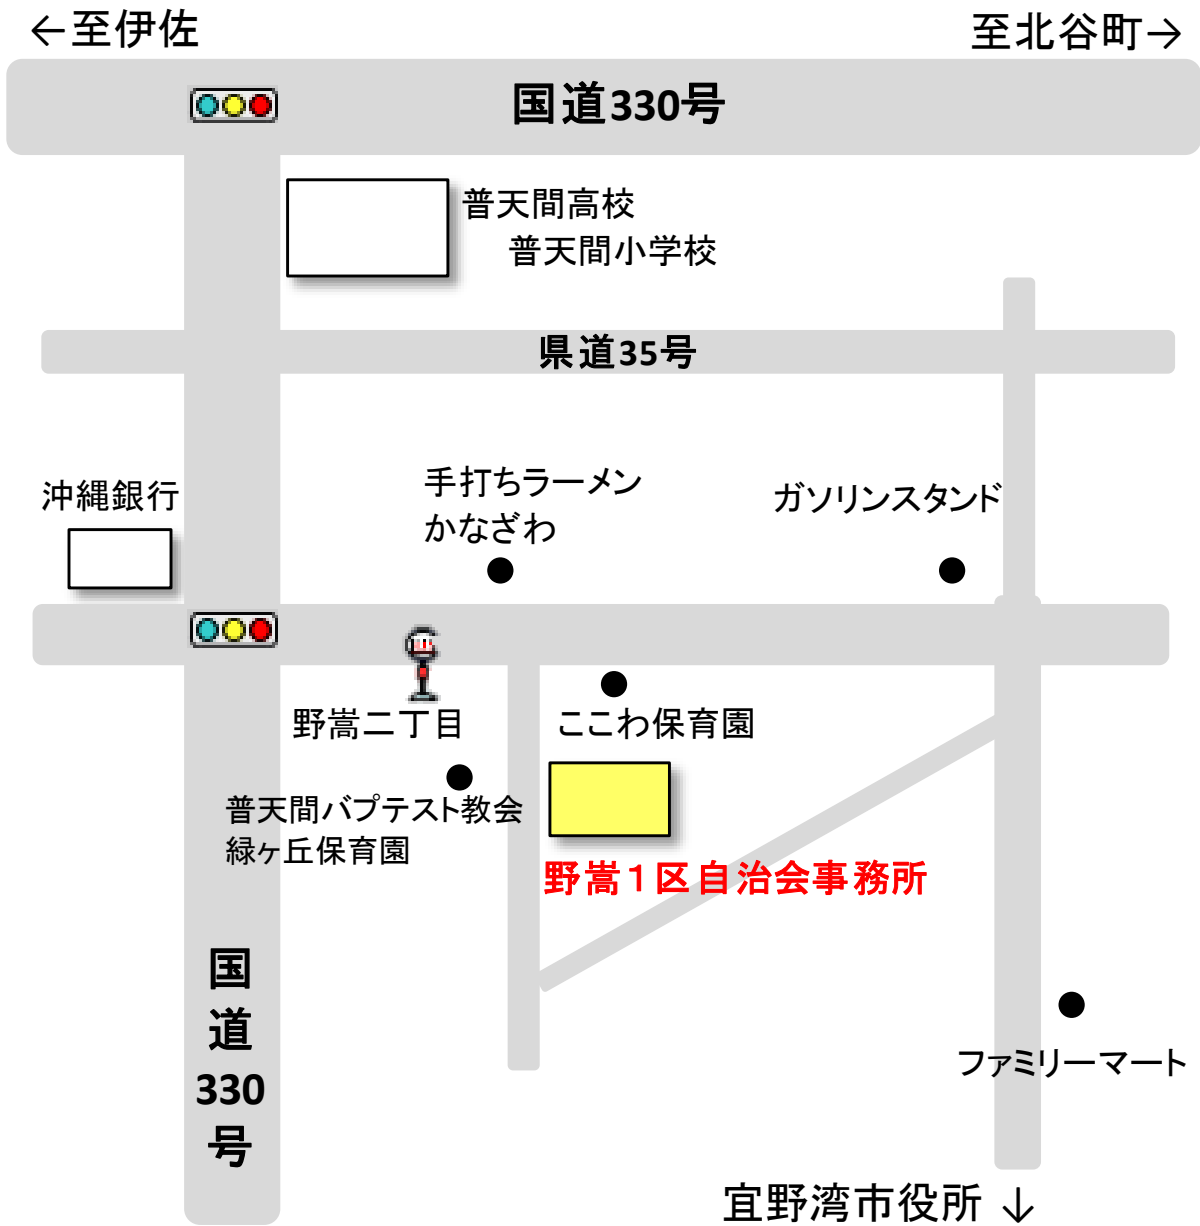 ←至伊佐
至北谷町→
国道330号
普天間高校
普天間小学校
県道35号
手打ちラーメン
かなざわ
沖縄銀行
ガソリンスタンド
野嵩二丁目
ここわ保育園
普天間バプテスト教会
緑ヶ丘保育園
野嵩１区自治会事務所
国
道
330
号
ファミリーマート
宜野湾市役所 ↓